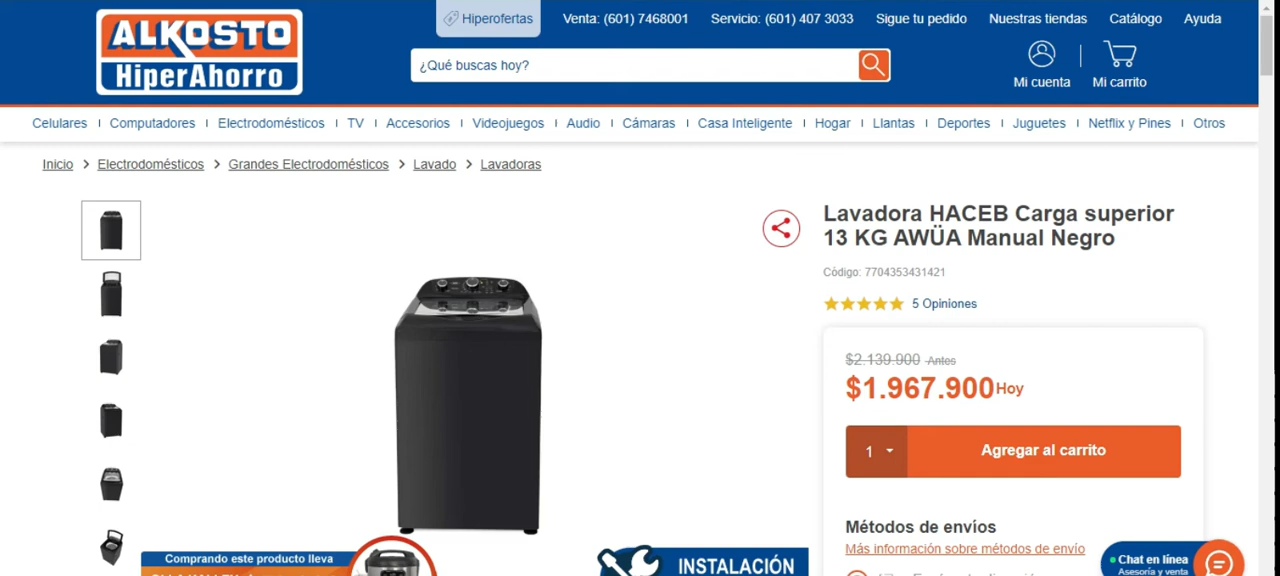 Hiperofertas
Venta: (601) 7468001
Servicio: (601) 407 3033
Sigue tu pedido
Nuestras tiendas
Catálogo
Ayuda
ALKOSTO
HiperAhorro
¿Qué buscas hoy?
Mi cuenta
Mi carrito
Celulares
Computadores
Electrodomésticos
TV
Accesorios
Videojuegos
Audio
Cámaras
Casa Inteligente
Hogar
Llantas
Deportes
Juguetes
Netflix y Pines
Otros
Inicio > Electrodomésticos > Grandes Electrodomésticos > Lavado > Lavadoras
Lavadora HACEB Carga superior
13 KG AWÜA Manual Negro
Código: 7704353431421
5 Opiniones
$2.139.900 Antes
$1.967.900 Hoy
1
Agregar al carrito
Métodos de envíos
Más información sobre métodos de envío
Comprando este producto lleva
INSTALACIÓN
Chat en línea
Asesoría y venta